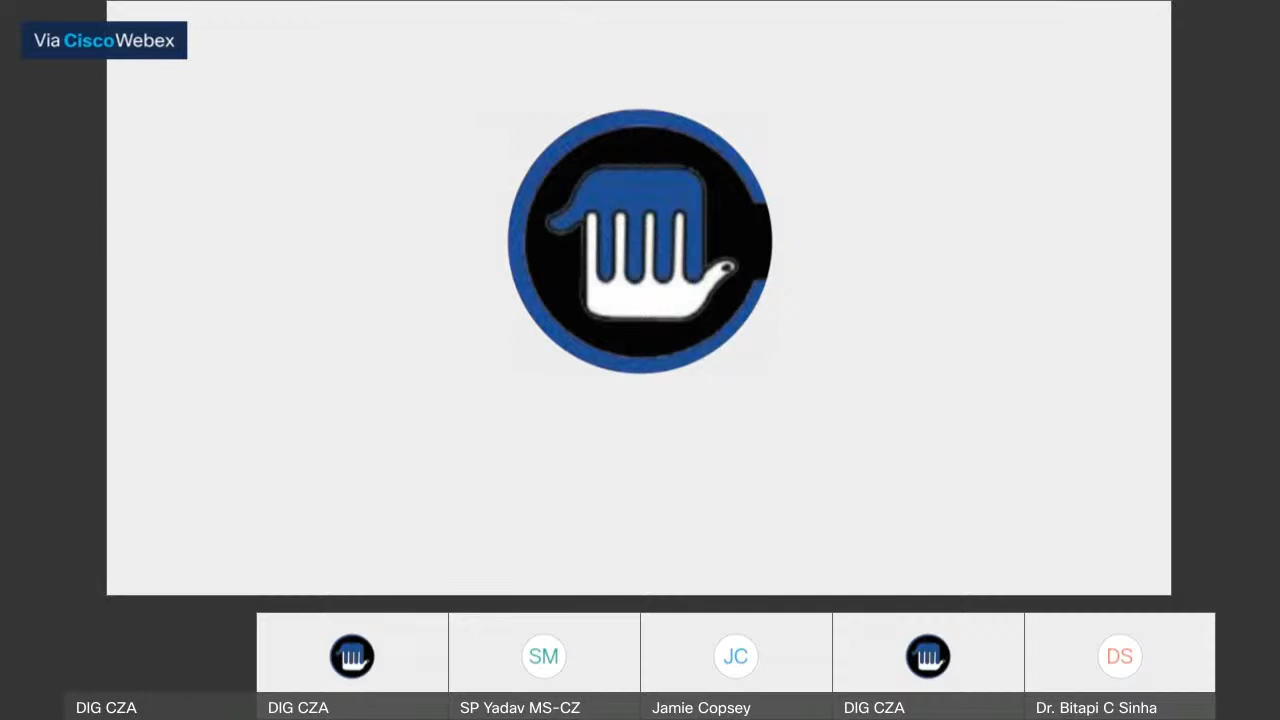 Via CiscoWebex
SM
JC
DS
DIG CZA
DIG CZA
SP Yadav MS-CZ
Jamie Copsey
DIG CZA
Dr. Bitapi C Sinha